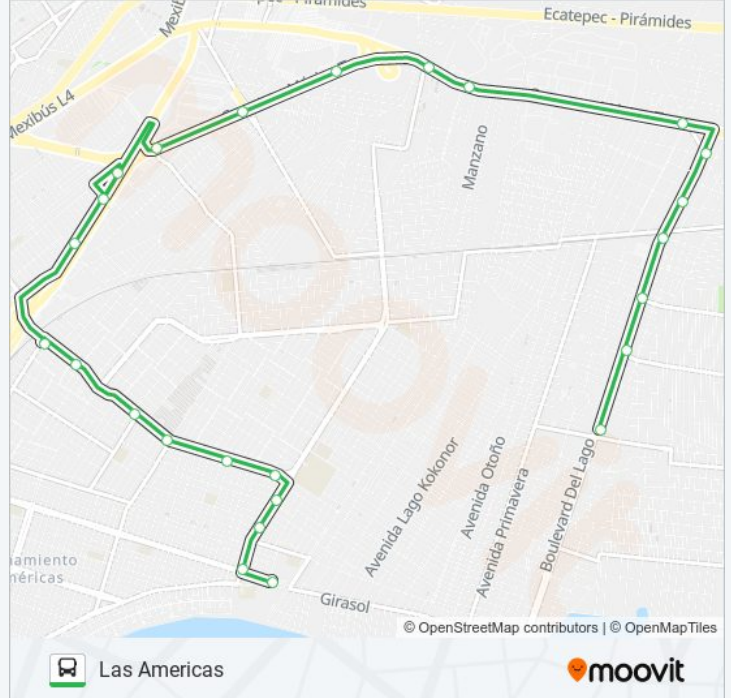 Pirámides
Ecatepec - Pirámides
Mexibús L4
Manzano
Avenida Lago Kokonor
Avenida Otoño
Avenida Primavera
Boulevard Del Lago
Girasol
© OpenStreetMap contributors | © OpenMapTiles
Las Americas
moovit